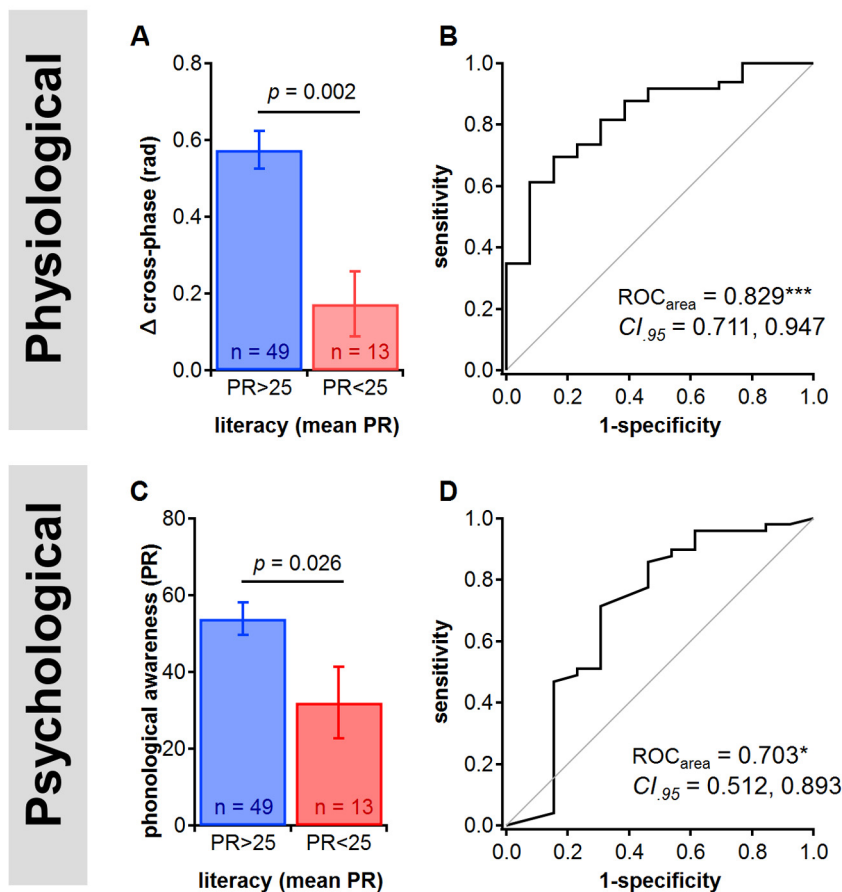 Physiological
A
Δ cross-phase (rad)
0.8
0.6
0.4
0.2
0.0
p = 0.002
n = 49
n = 13
PR>25
PR<25
literacy (mean PR)
B
sensitivity
1.0
0.8
0.6
0.4
0.2
0.0
ROCarea = 0.829***
CI.95 = 0.711, 0.947
0.0 0.2 0.4 0.6 0.8 1.0
1-specificity
Psychological
C
phonological awareness (PR)
80
60
40
20
0
p = 0.026
n = 49
n = 13
PR>25
PR<25
literacy (mean PR)
D
sensitivity
1.0
0.8
0.6
0.4
0.2
0.0
ROCarea = 0.703*
CI.95 = 0.512, 0.893
0.0 0.2 0.4 0.6 0.8 1.0
1-specificity